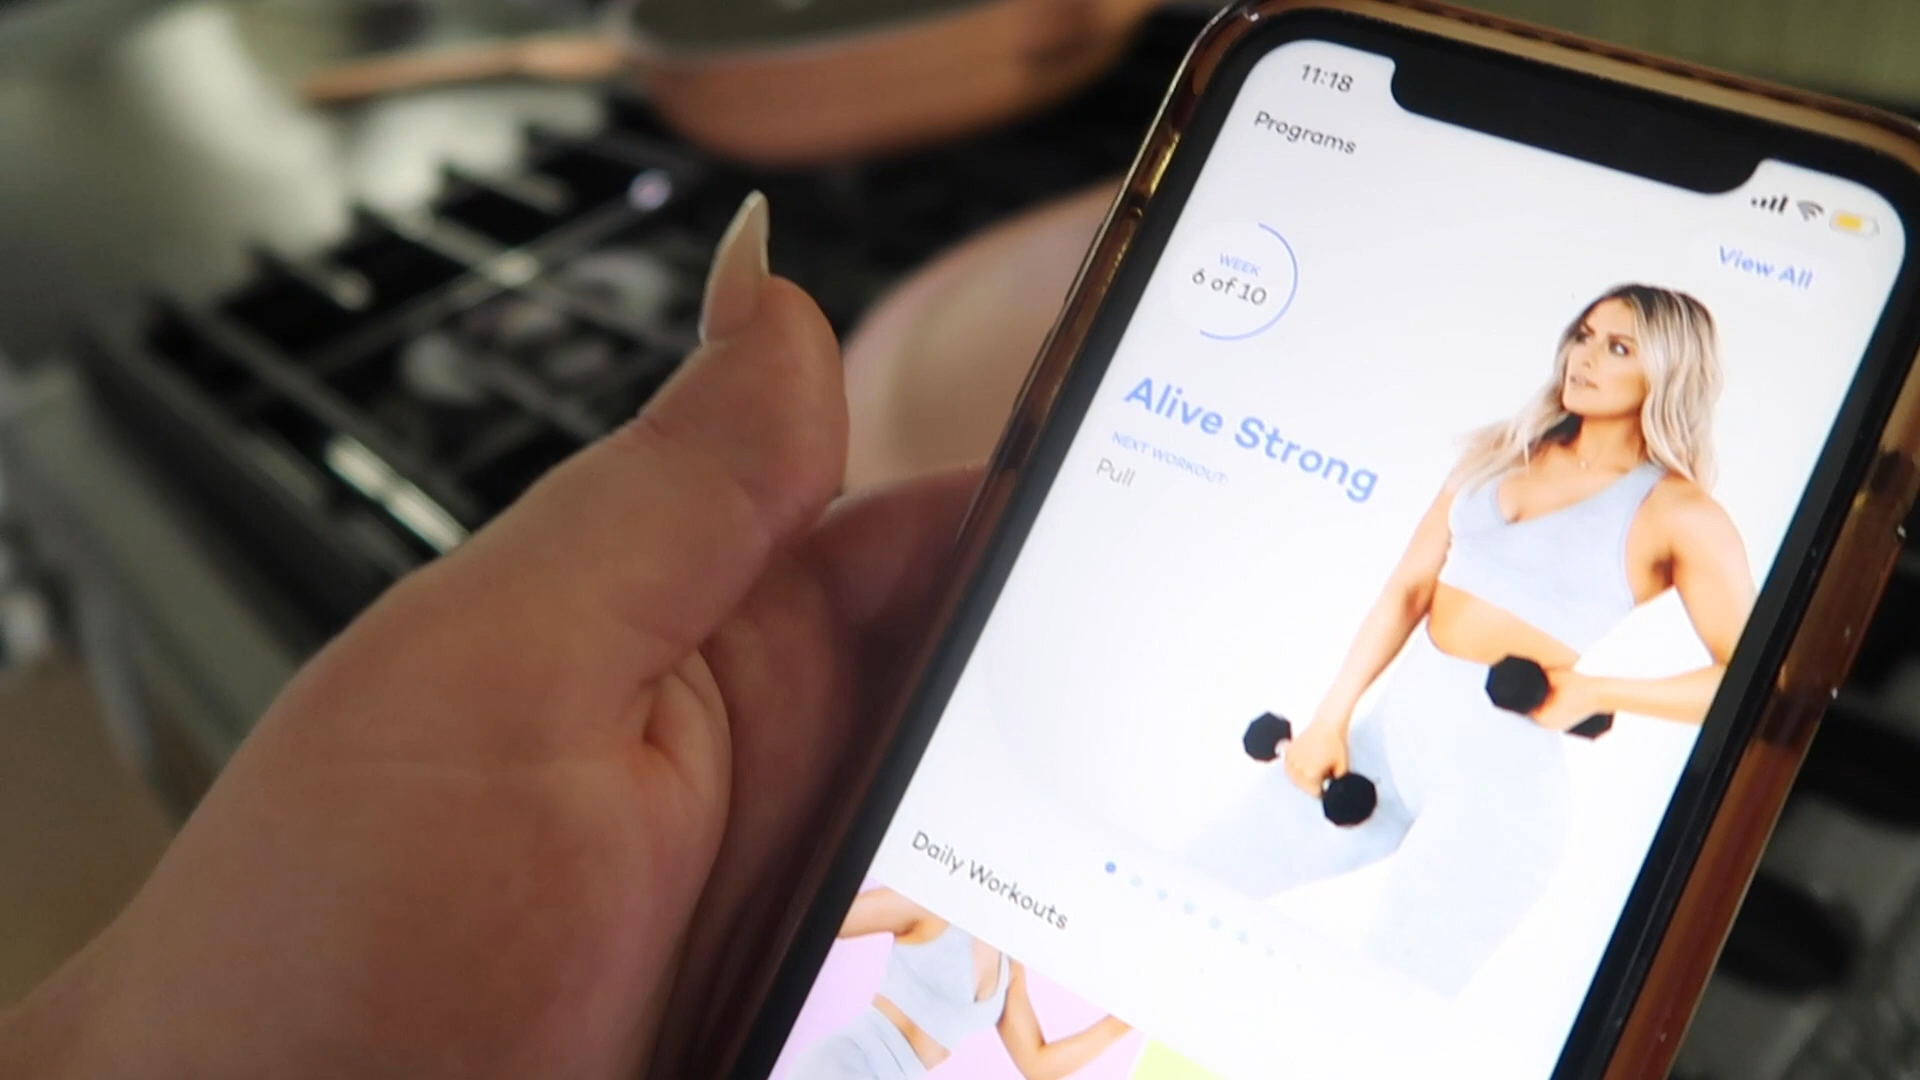 11:18
Programs
View All
WEEK
6 of 10
Alive Strong
NEXT WORKOUT:
Pull
Daily Workouts